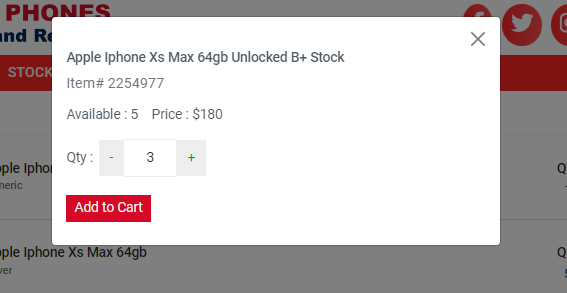 PHONES
and Re
STOCK
Apple Iphone Xs Max 64gb Unlocked B+ Stock
Item# 2254977
Available : 5 Price : $180
Qty : - 3 +
Add to Cart
pple Iphon
neric
Q
pple Iphone Xs Max 64gb
ver
Q